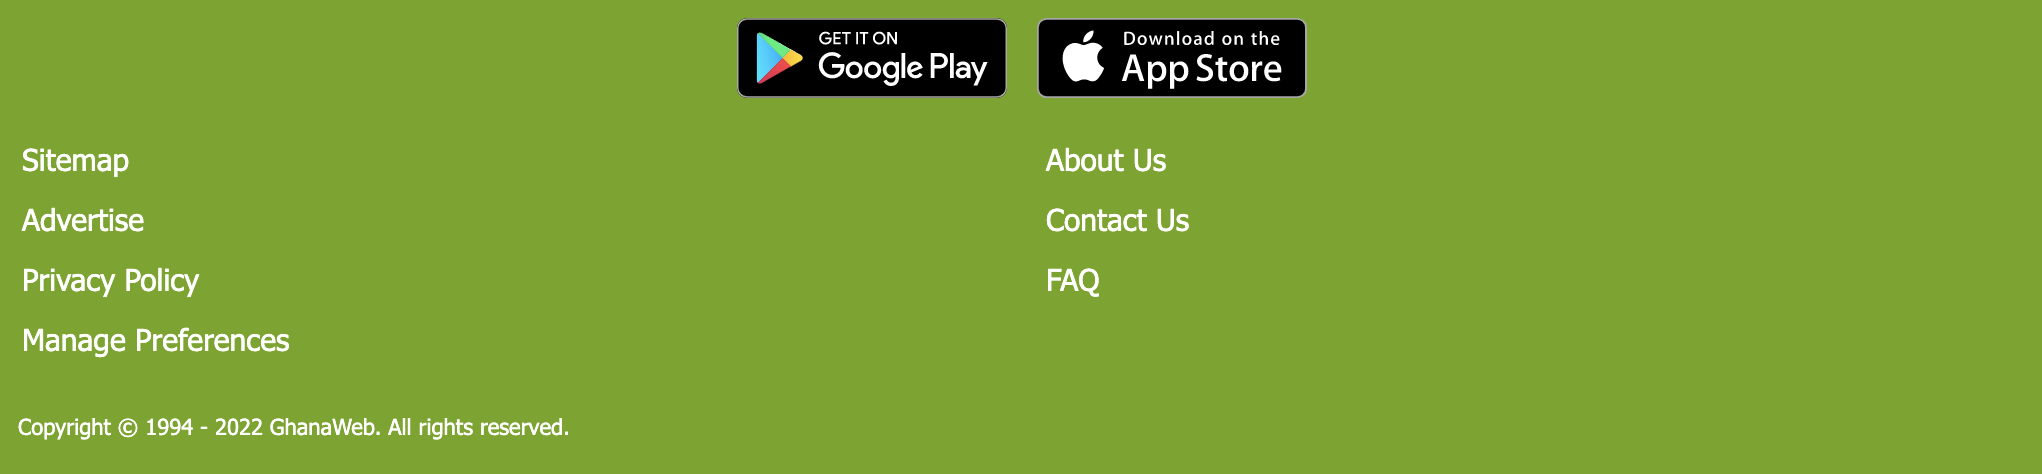 GET IT ON
Google Play
Download on the
App Store
Sitemap
About Us
Advertise
Contact Us
Privacy Policy
FAQ
Manage Preferences
Copyright © 1994 - 2022 GhanaWeb. All rights reserved.